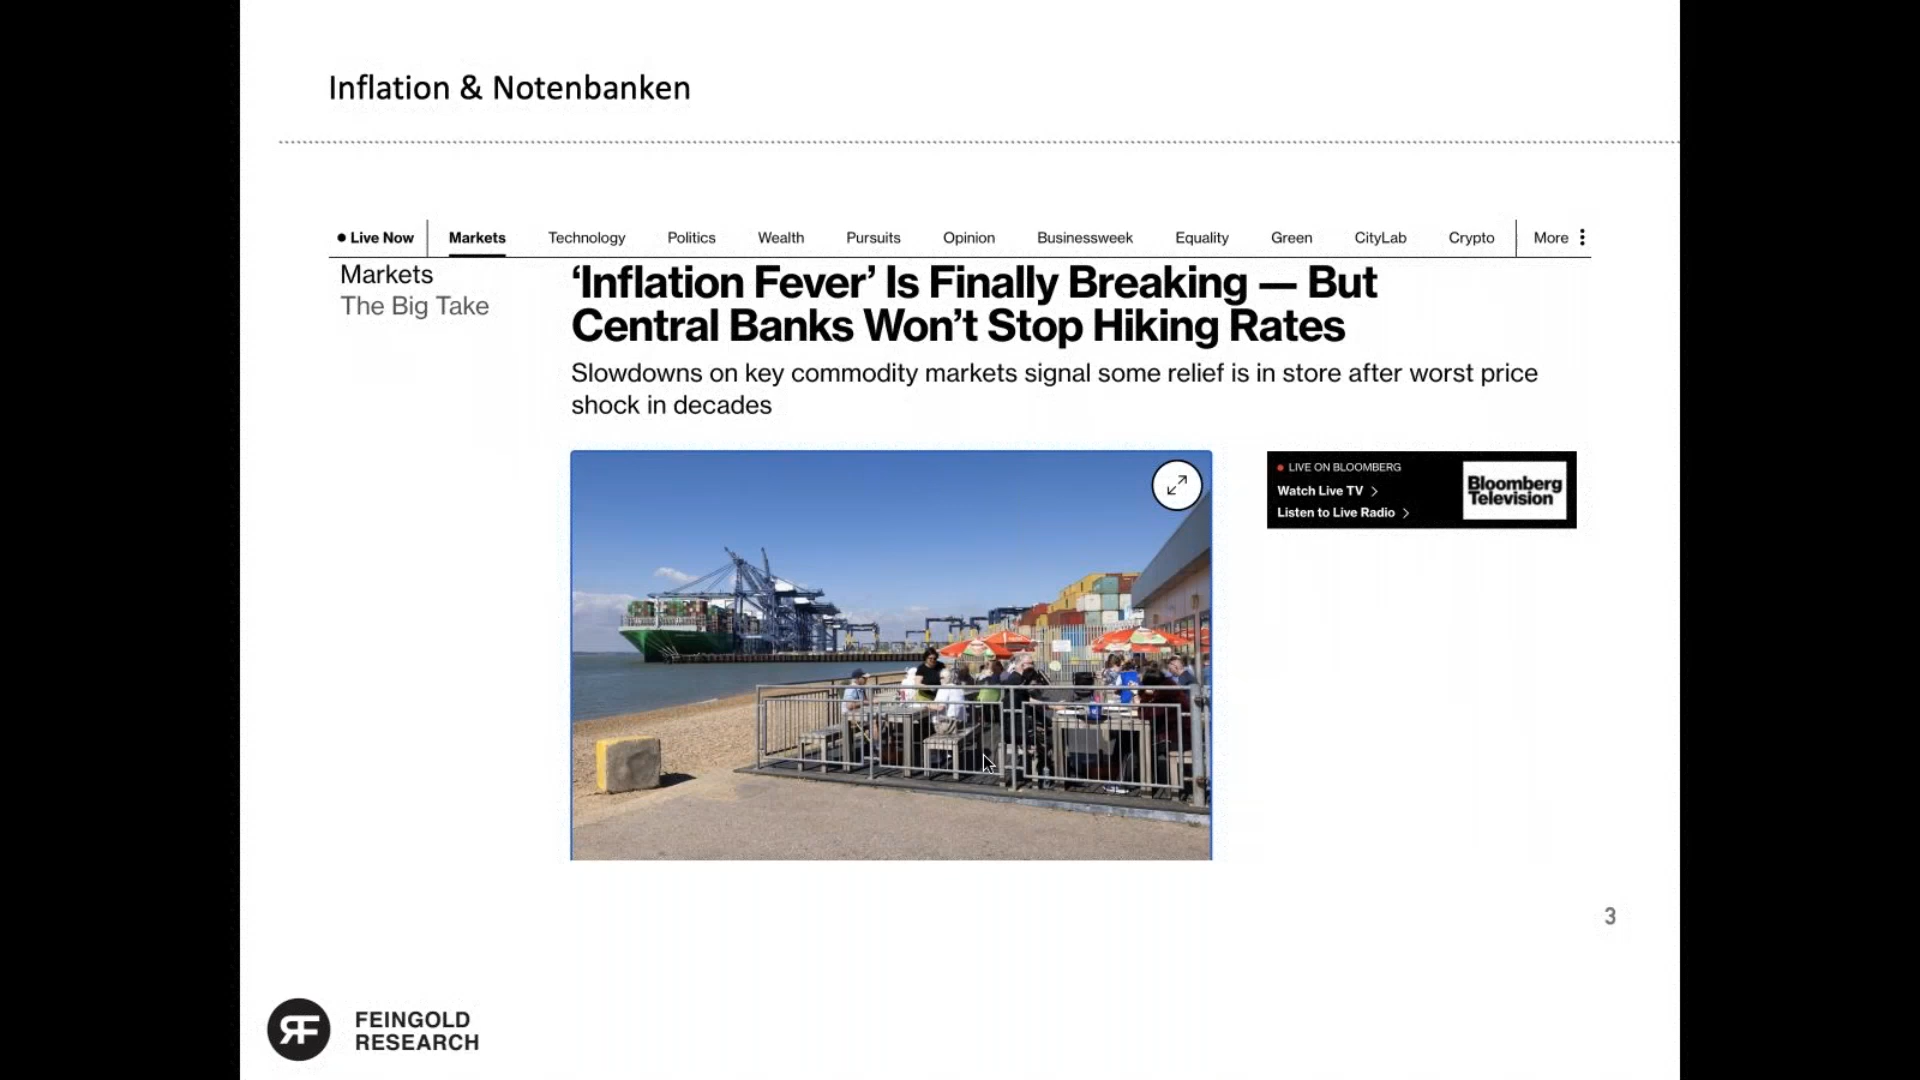 Inflation & Notenbanken
Live Now Markets Technology Politics Wealth Pursuits Opinion Businessweek Equality Green CityLab Crypto More
Markets
The Big Take
‘Inflation Fever’ Is Finally Breaking — But
Central Banks Won’t Stop Hiking Rates
Slowdowns on key commodity markets signal some relief is in store after worst price
shock in decades
LIVE ON BLOOMBERG
Watch Live TV
Listen to Live Radio
Bloomberg
Television
3
RF
FEINGOLD
RESEARCH